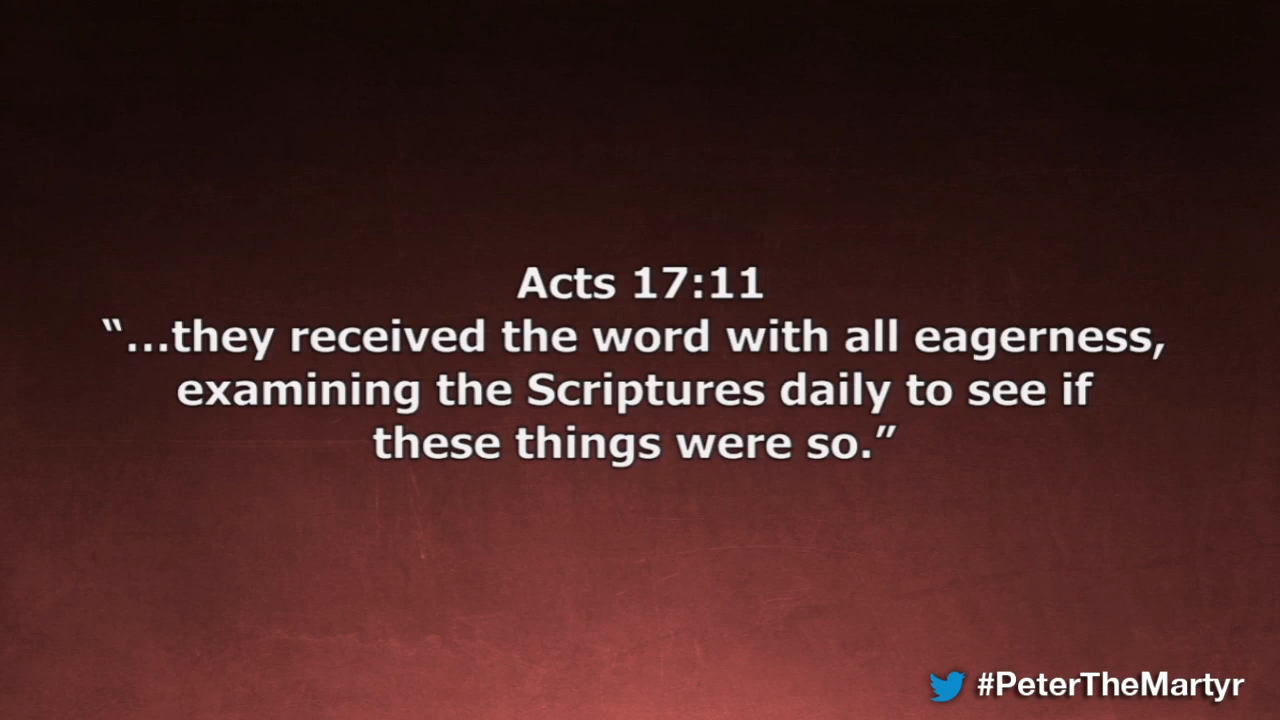 Acts 17:11
“...they received the word with all eagerness,
examining the Scriptures daily to see if
these things were so.”
#PeterTheMartyr